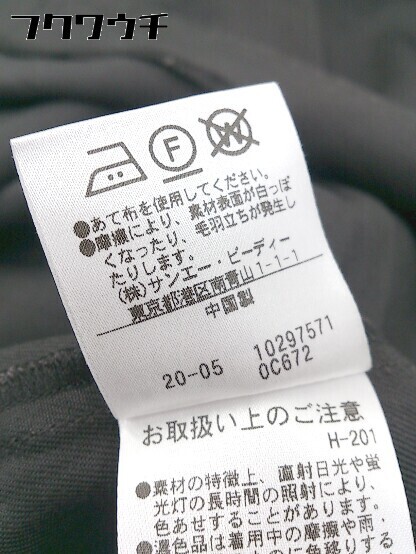 フクワウチ
F
W
●あて布を使用してください。
●摩擦により、素材表面が白っぽ
くなったり、毛羽立ちが発生し
たりします。
(株)サンエー・ビーディー
東京都港区南青山1-1-1
中国製
20-05 10297571
0C672
お取扱い上のご注意
H-201
●素材の特徴上、直射日光や蛍
光灯の長時間の照射により、
色あせすることがあります。
●濃色品は着用中の摩擦や雨・